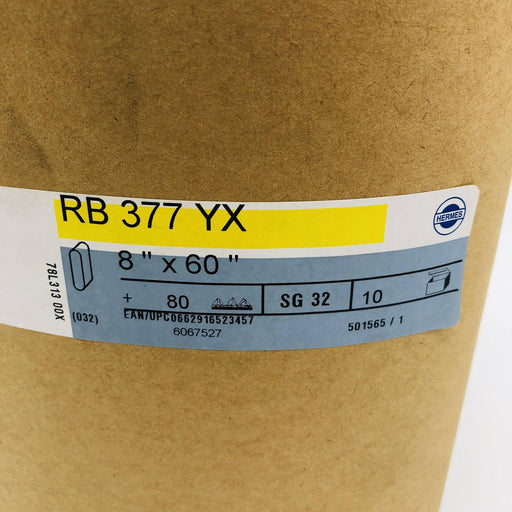 RB 377 YX
HERMES
8 " x 60 "
+ 80 SG 32 10
EAN/UPC0662916523457
6067527
501565 / 1
(032)
78L313 00X